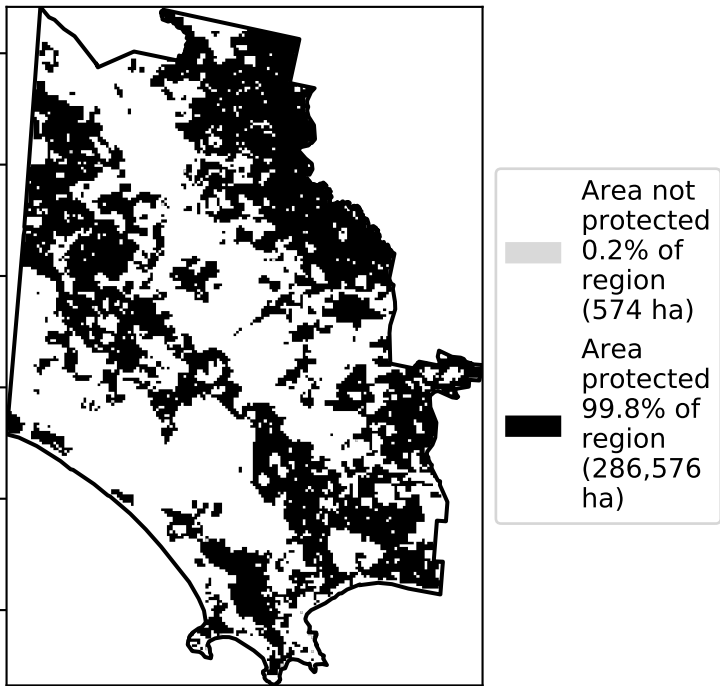 Area not
protected
0.2% of
region
(574 ha)
Area
protected
99.8% of
region
(286,576
ha)